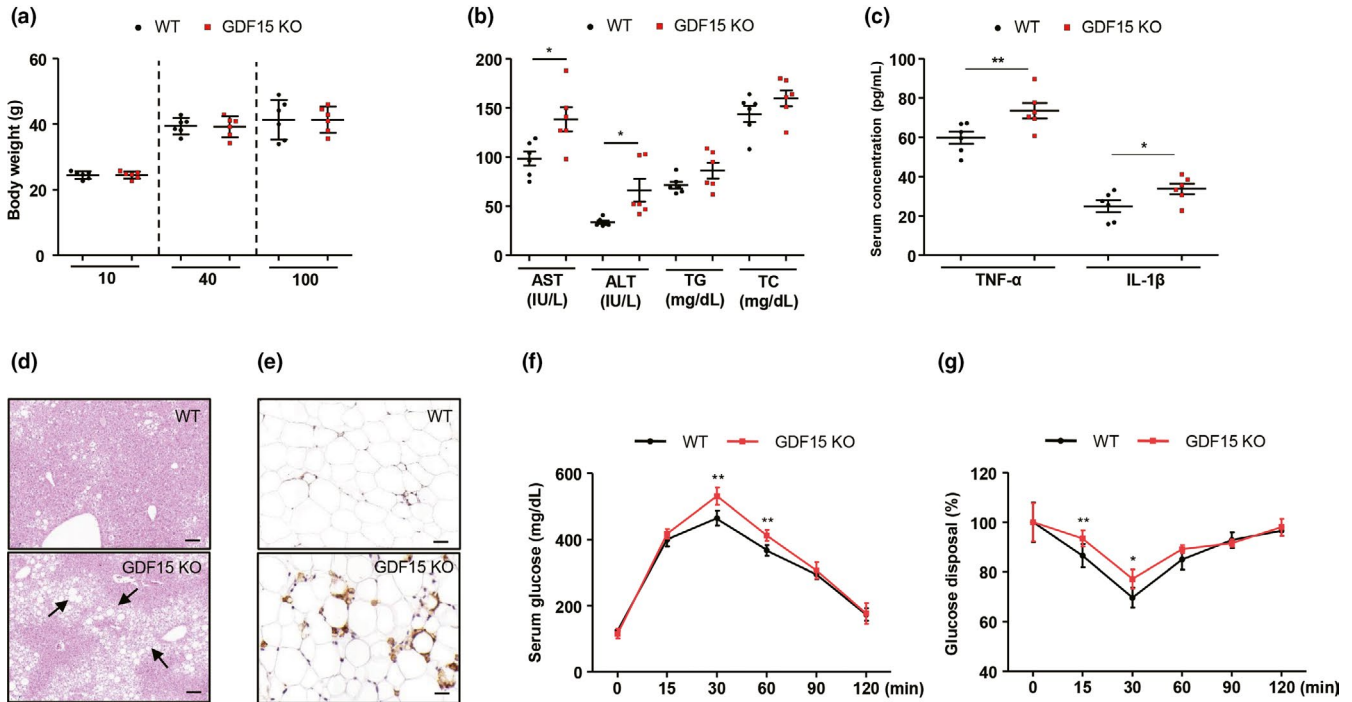 (a)
WT GDF15 KO
Body weight (g)
60
40
20
0
10 40 100
(b)
WT GDF15 KO
200
150
100
50
0
* *
AST ALT TG TC
(IU/L) (IU/L) (mg/dL) (mg/dL)
(c)
WT GDF15 KO
Serum concentration (pg/mL)
100
80
60
40
20
0
** *
TNF-α IL-1β
(d)
WT
GDF15 KO
(e)
WT
GDF15 KO
(f)
WT GDF15 KO
Serum glucose (mg/dL)
600
400
200
0
** **
0 15 30 60 90 120 (min)
(g)
WT GDF15 KO
Glucose disposal (%)
120
100
80
60
40
** *
0 15 30 60 90 120 (min)